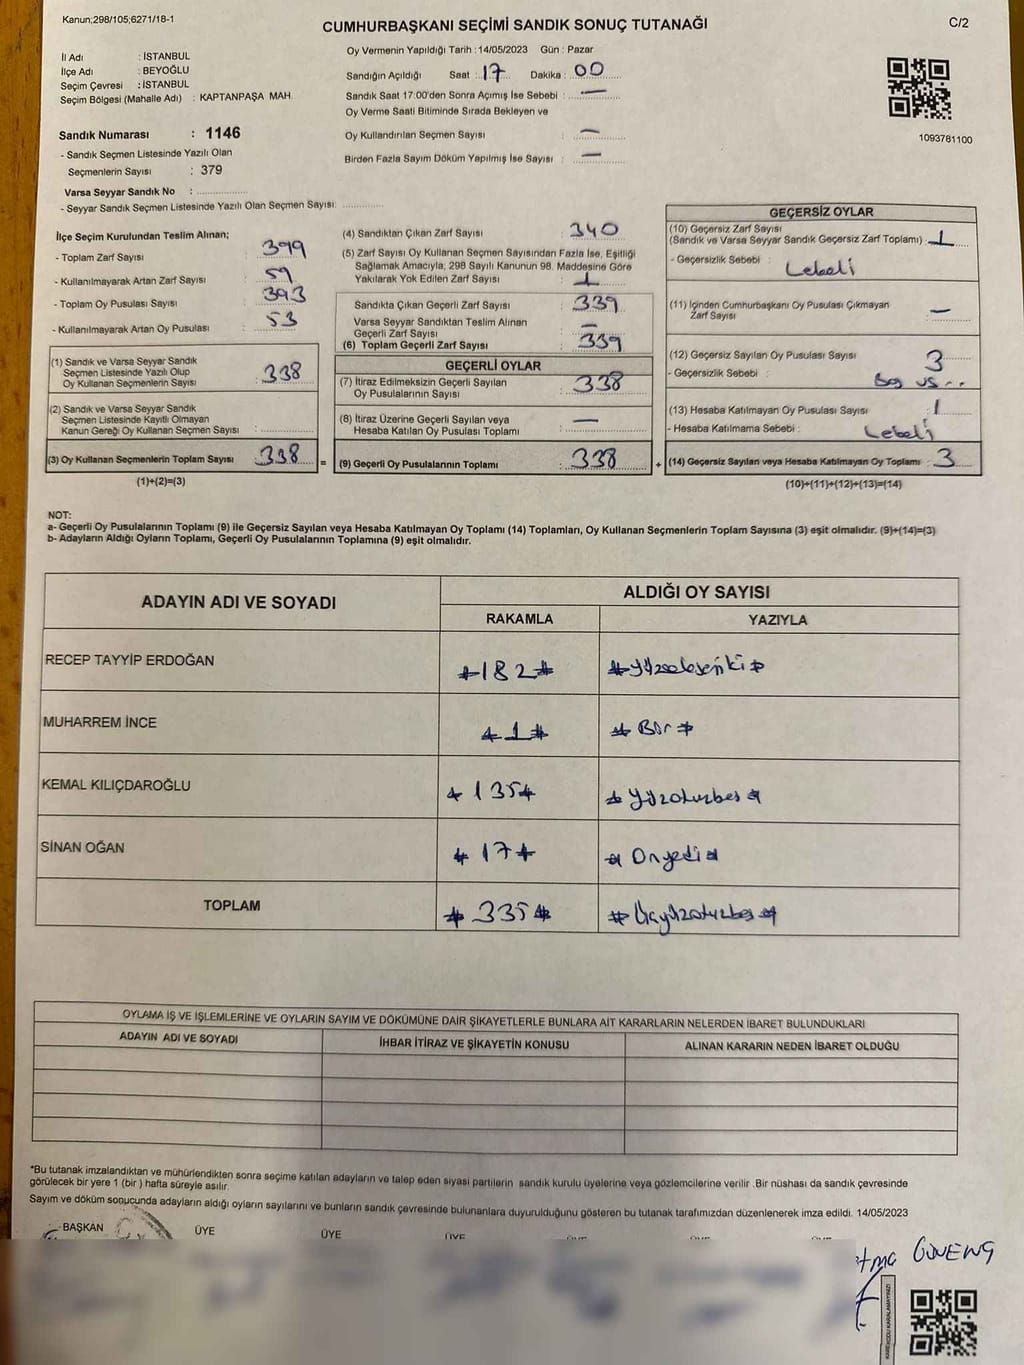 Kanun;298/105;6271/18-1
CUMHURBAŞKANI SEÇİMİ SANDIK SONUÇ TUTANAĞI
C/2
İl Adı : İSTANBUL
İlçe Adı : BEYOĞLU
Seçim Çevresi : İSTANBUL
Seçim Bölgesi (Mahalle Adı) : KAPTANPAŞA MAH.
Oy Vermenin Yapıldığı Tarih :14/05/2023 Gün : Pazar
Sandığın Açıldığı Saat : 17 Dakika : 00
Sandık Saat 17:00'den Sonra Açımış İse Sebebi : —
Oy Verme Saati Bitiminde Sırada Bekleyen ve
Oy Kullandırılan Seçmen Sayısı : —
Birden Fazla Sayım Döküm Yapılmış İse Sayısı : —
1093781100
Sandık Numarası : 1146
- Sandık Seçmen Listesinde Yazılı Olan
Seçmenlerin Sayısı : 379
Varsa Seyyar Sandık No :
- Seyyar Sandık Seçmen Listesinde Yazılı Olan Seçmen Sayısı:
İlçe Seçim Kurulundan Teslim Alınan;
- Toplam Zarf Sayısı : 399
- Kullanılmayarak Artan Zarf Sayısı : 59
- Toplam Oy Pusulası Sayısı : 393
- Kullanılmayarak Artan Oy Pusulası : 53
(1) Sandık ve Varsa Seyyar Sandık
Seçmen Listesinde Yazılı Olup
Oy Kullanan Seçmenlerin Sayısı : 338
(2) Sandık ve Varsa Seyyar Sandık
Seçmen Listesinde Kayıtlı Olmayan
Kanun Gereği Oy Kullanan Seçmen Sayısı :
(3) Oy Kullanan Seçmenlerin Toplam Sayısı : 338 =
(1)+(2)=(3)
(4) Sandıktan Çıkan Zarf Sayısı : 340
(5) Zarf Sayısı Oy Kullanan Seçmen Sayısından Fazla İse, Eşitliği
Sağlamak Amacıyla; 298 Sayılı Kanunun 98. Maddesine Göre
Yakılarak Yok Edilen Zarf Sayısı : 1
Sandıkta Çıkan Geçerli Zarf Sayısı : 339
Varsa Seyyar Sandıktan Teslim Alınan
Geçerli Zarf Sayısı : —
(6) Toplam Geçerli Zarf Sayısı : 339
GEÇERLİ OYLAR
(7) İtiraz Edilmeksizin Geçerli Sayılan
Oy Pusulalarının Sayısı : 338
(8) İtiraz Üzerine Geçerli Sayılan veya
Hesaba Katılan Oy Pusulası Toplamı : —
(9) Geçerli Oy Pusulalarının Toplamı : 338 +
GEÇERSİZ OYLAR
(10) Geçersiz Zarf Sayısı
(Sandık ve Varsa Seyyar Sandık Geçersiz Zarf Toplamı) : 1
- Geçersizlik Sebebi : Lebeli
(11) İçinden Cumhurbaşkanı Oy Pusulası Çıkmayan
Zarf Sayısı : —
(12) Geçersiz Sayılan Oy Pusulası Sayısı : 3
- Geçersizlik Sebebi : Boş vs...
(13) Hesaba Katılmayan Oy Pusulası Sayısı : 1
- Hesaba Katılmama Sebebi : Lebeli
(14) Geçersiz Sayılan veya Hesaba Katılmayan Oy Toplamı : 3
(10)+(11)+(12)+(13)=(14)
NOT:
a- Geçerli Oy Pusulalarının Toplamı (9) ile Geçersiz Sayılan veya Hesaba Katılmayan Oy Toplamı (14) Toplamları, Oy Kullanan Seçmenlerin Toplam Sayısına (3) eşit olmalıdır. (9)+(14)=(3)
b- Adayların Aldığı Oyların Toplamı, Geçerli Oy Pusulalarının Toplamına (9) eşit olmalıdır.
ADAYIN ADI VE SOYADI
ALDIĞI OY SAYISI
RAKAMLA YAZIYLA
RECEP TAYYİP ERDOĞAN #182# #Yüzsekseniki#
MUHARREM İNCE #1# #Bir#
KEMAL KILIÇDAROĞLU #135# #Yüzotuzbeş#
SİNAN OĞAN #17# #Onyedi#
TOPLAM #335# #Üçyüzotuzbeş#
OYLAMA İŞ VE İŞLEMLERİNE VE OYLARIN SAYIM VE DÖKÜMÜNE DAİR ŞİKAYETLERLE BUNLARA AİT KARARLARIN NELERDEN İBARET BULUNDUKLARI
ADAYIN ADI VE SOYADI İHBAR İTİRAZ VE ŞİKAYETİN KONUSU ALINAN KARARIN NEDEN İBARET OLDUĞU
*Bu tutanak imzalandıktan ve mühürlendikten sonra seçime katılan adayların ve talep eden siyasi partilerin sandık kurulu üyelerine veya gözlemcilerine verilir .Bir nüshası da sandık çevresinde
görülecek bir yere 1 (bir ) hafta süreyle asılır.
Sayım ve döküm sonucunda adayların aldığı oyların sayılarını ve bunların sandık çevresinde bulunanlara duyurulduğunu gösteren bu tutanak tarafımızdan düzenlenerek imza edildi. 14/05/2023
BAŞKAN ÜYE ÜYE ÜYE
GÜVENÇ